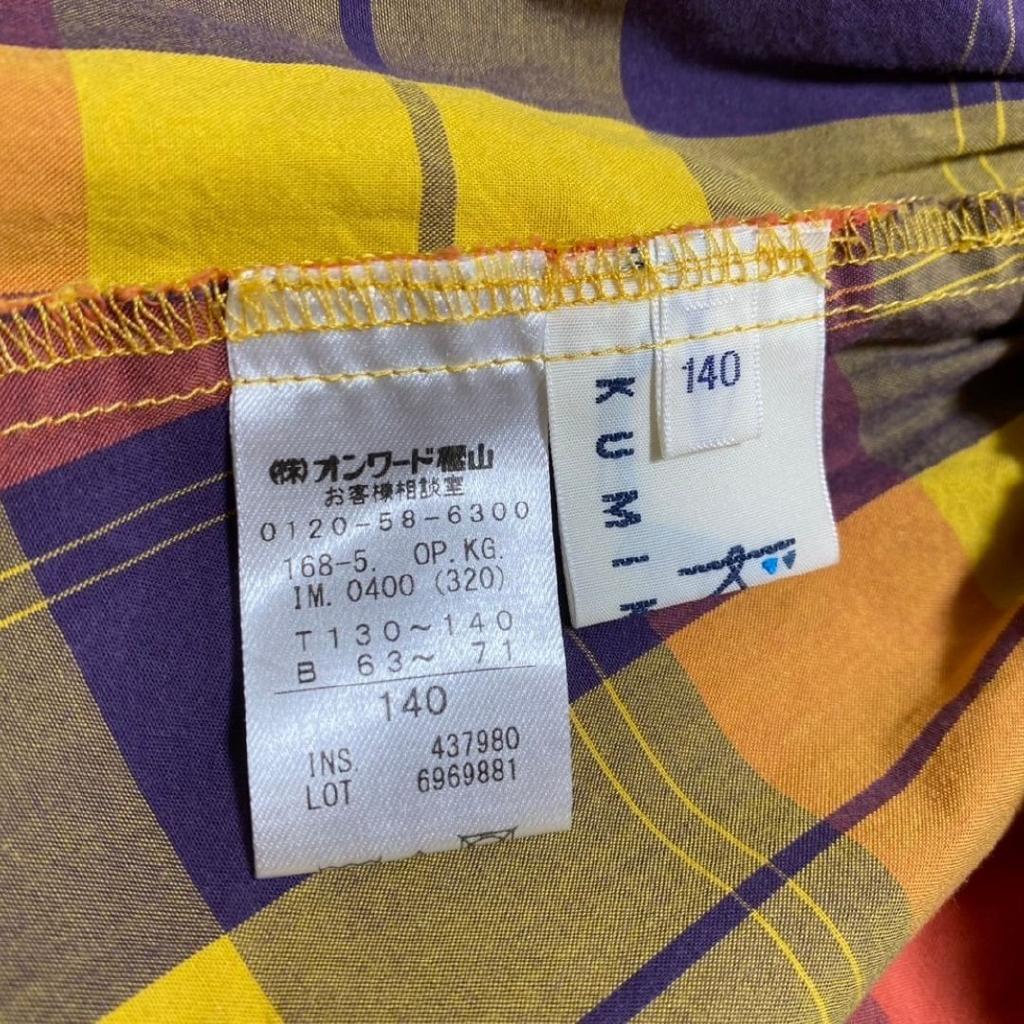 (株)オンワード樫山
お客様相談室
0120-58-6300
168-5. OP.KG.
IM. 0400 (320)
T 130～140
B 63～ 71
140
INS. 437980
LOT 6969881
140
KUMI